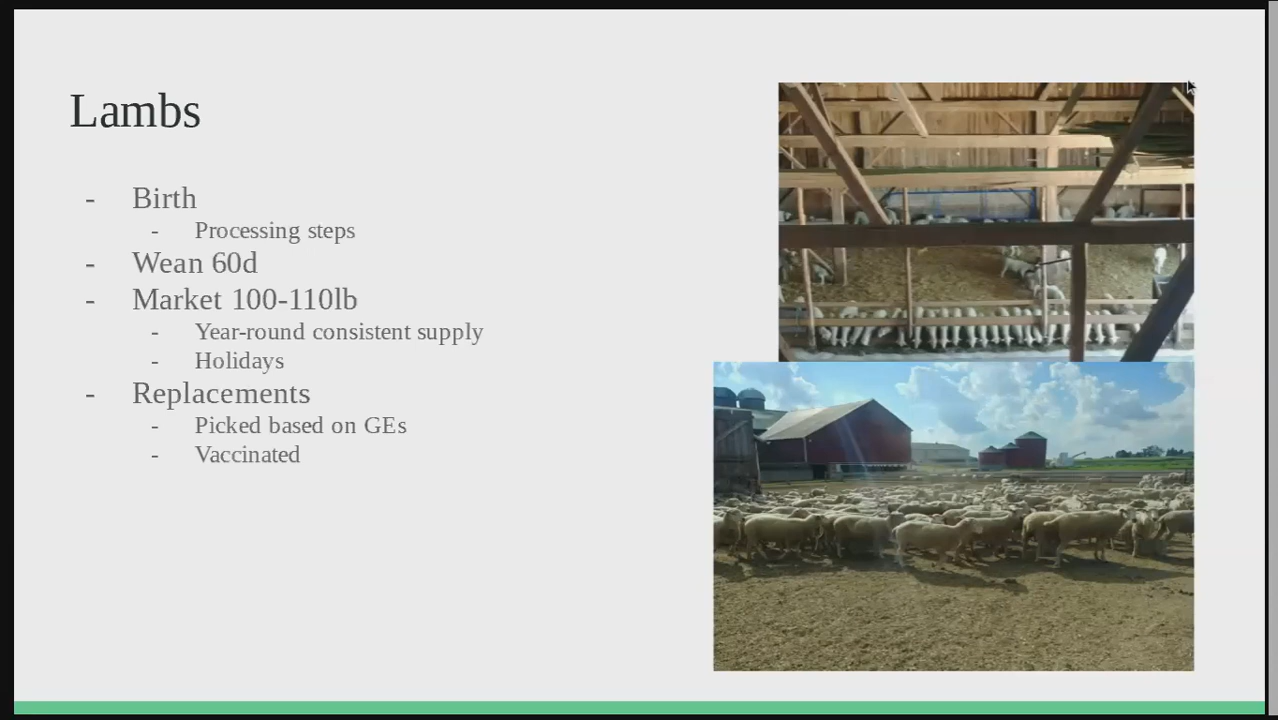 Lambs
- Birth
- Processing steps
- Wean 60d
- Market 100-110lb
- Year-round consistent supply
- Holidays
- Replacements
- Picked based on GEs
- Vaccinated